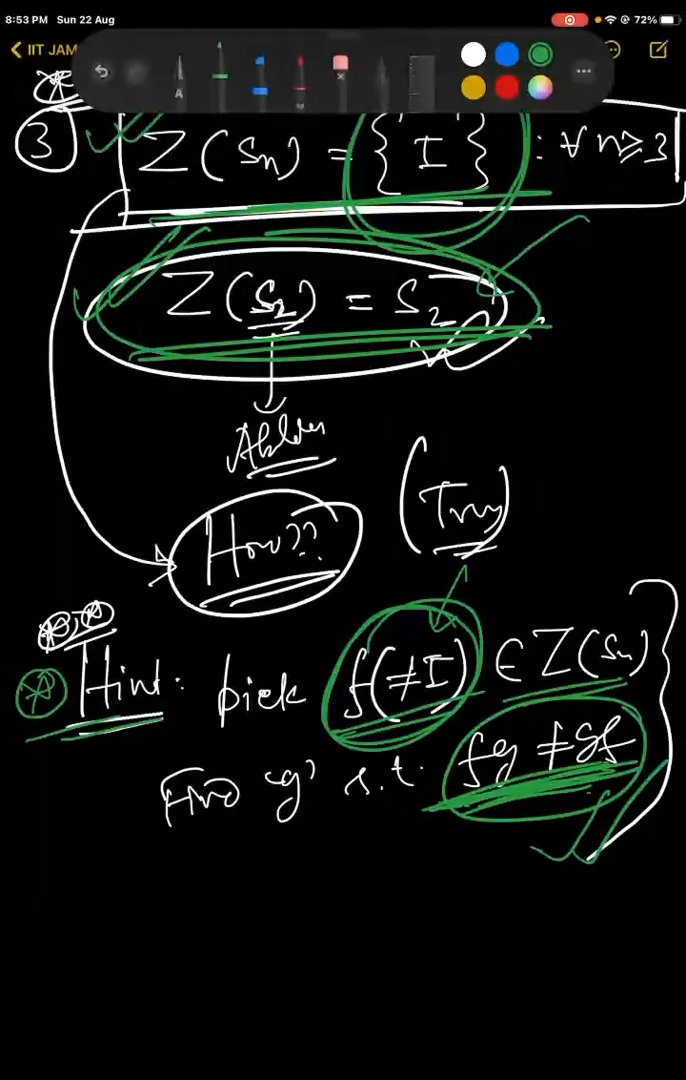 8:53 PM Sun 22 Aug 72%
IIT JAM
A 50
3 Z(Sn) = {I} : ∀ n≥3
Z(S2) = S2
How??
(Try)
Hint: pick f(≠I) ∈ Z(Sn)
Find 'g' s.t. fg ≠ gf